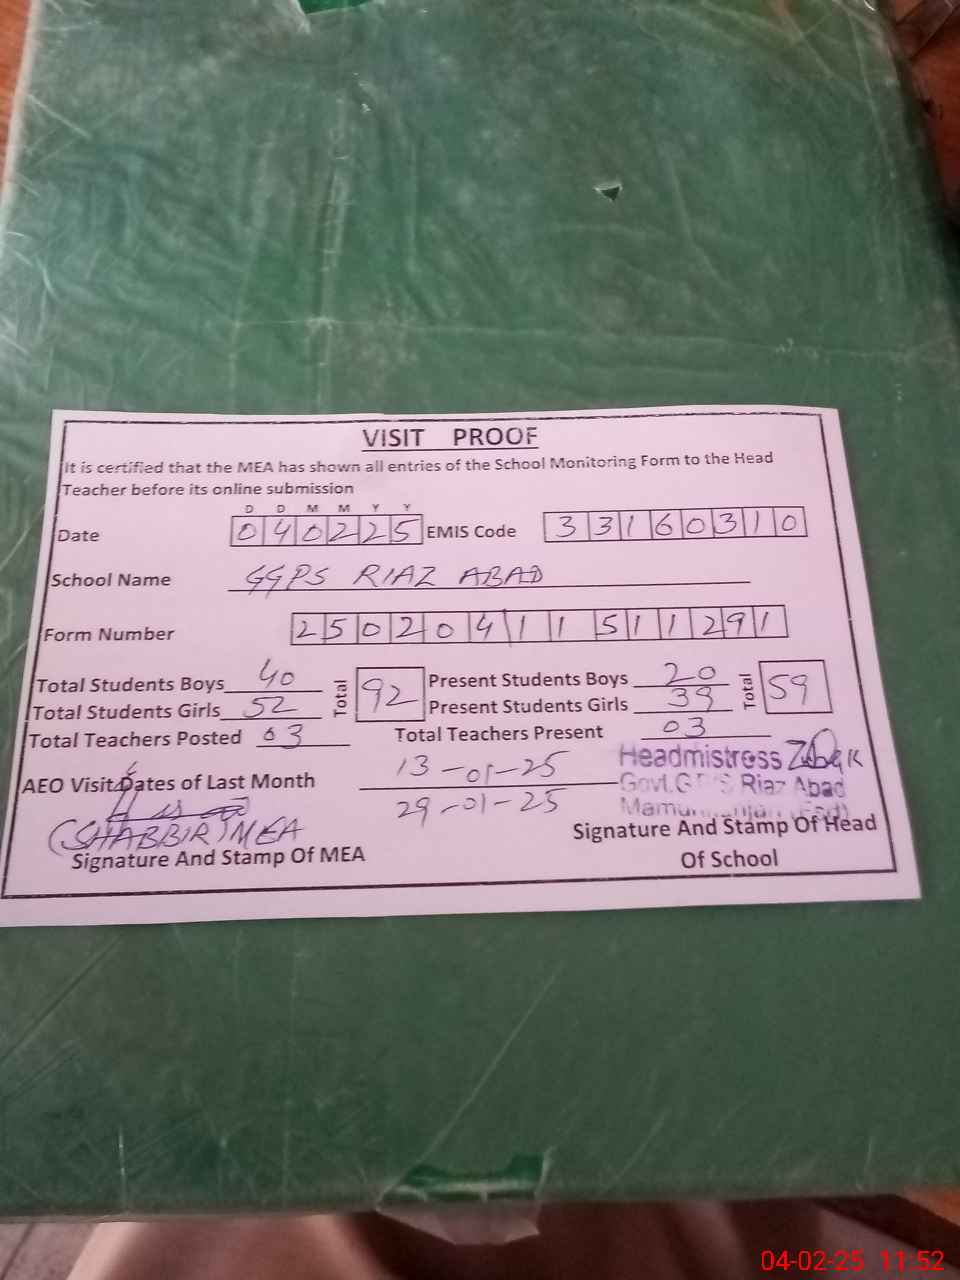 VISIT PROOF
It is certified that the MEA has shown all entries of the School Monitoring Form to the Head
Teacher before its online submission
D D M M Y Y
Date 040225 EMIS Code 33160310
School Name GGPS RIAZ ABAD
Form Number 25020411511291
Total Students Boys 40 Total 92 Present Students Boys 20 Total 59
Total Students Girls 52 Present Students Girls 39
Total Teachers Posted 03 Total Teachers Present 03
AEO Visit Dates of Last Month 13-01-25
29-01-25
Headmistress
Govt.G Riaz Abad
(SHABBIR) MEA
Signature And Stamp Of MEA
Signature And Stamp Of Head
Of School
04-02-25 11:52